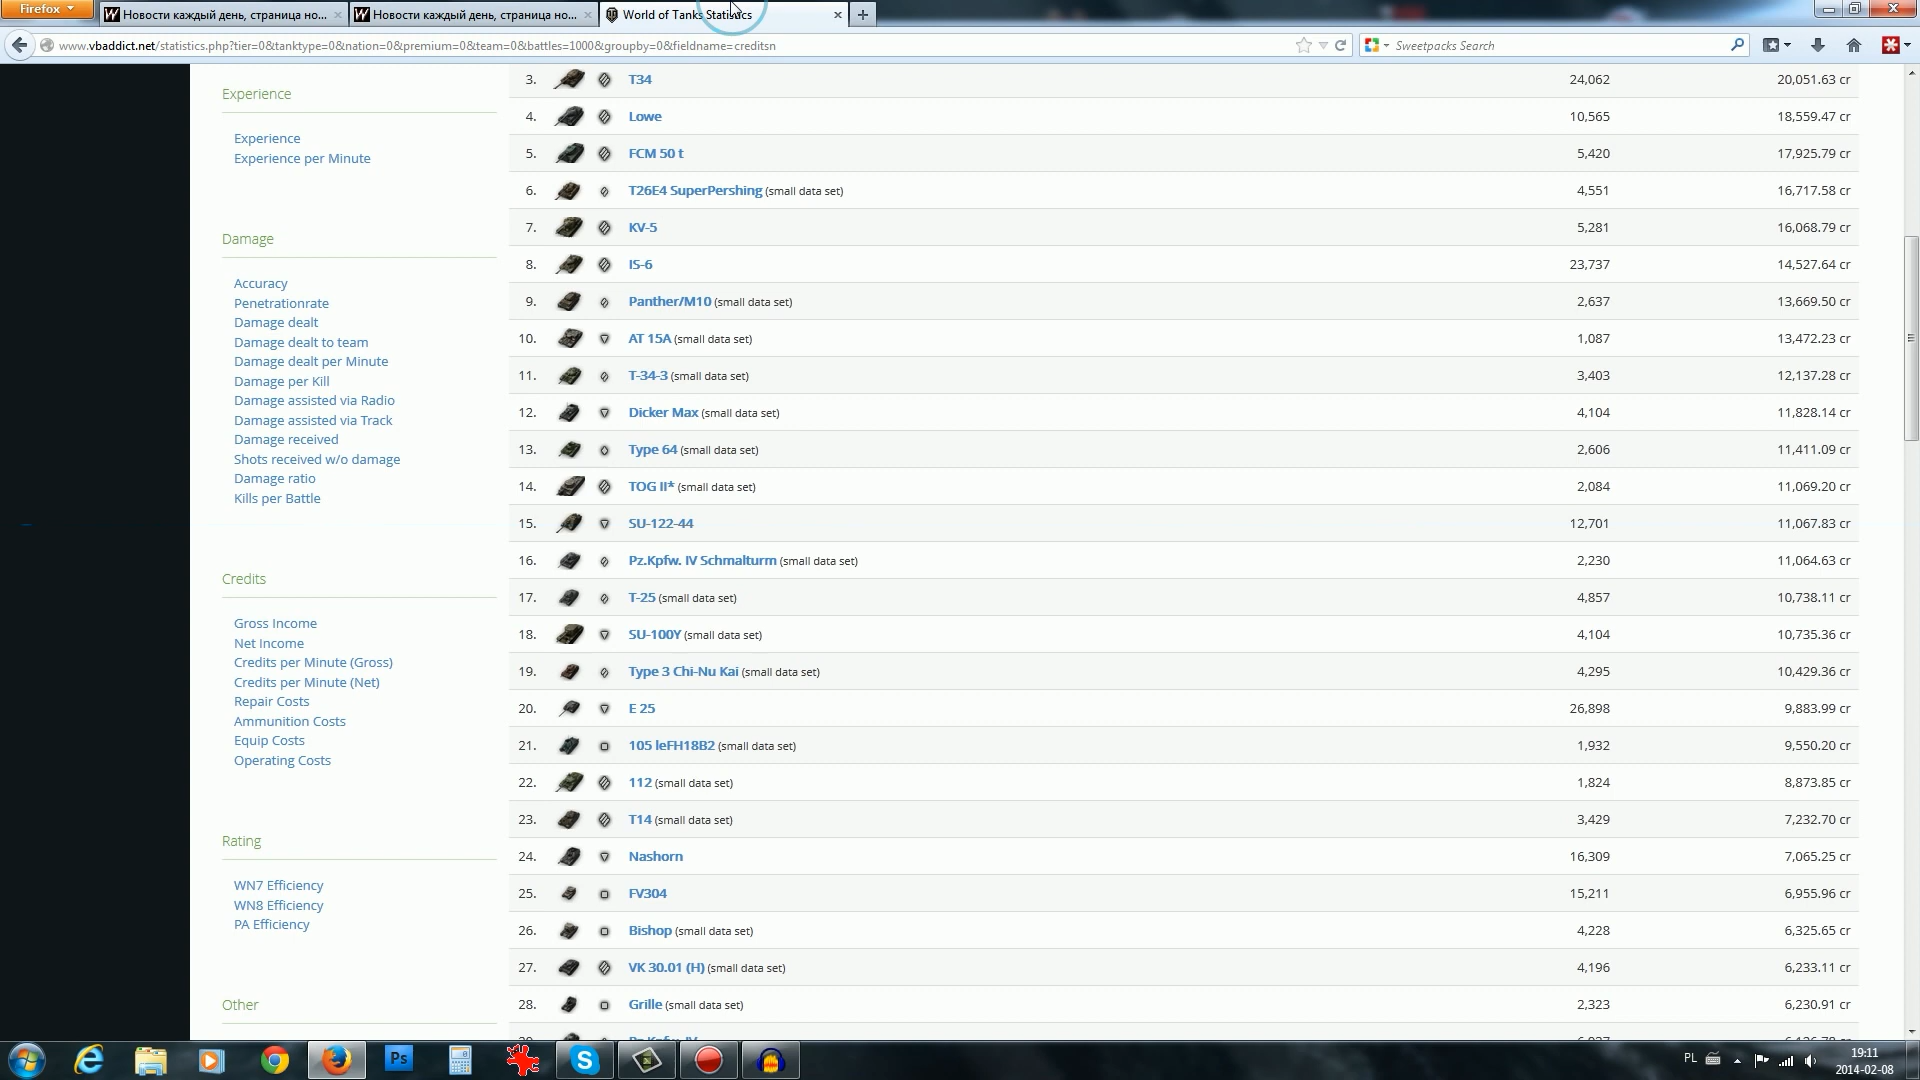 Firefox
Новости каждый день, страница но...
Новости каждый день, страница но...
World of Tanks Statistics
www.vbaddict.net/statistics.php?tier=0&tanktype=0&nation=0&premium=0&team=0&battles=1000&groupby=0&fieldname=creditsn
Sweetpacks Search
Experience
Experience
Experience per Minute
Damage
Accuracy
Penetrationrate
Damage dealt
Damage dealt to team
Damage dealt per Minute
Damage per Kill
Damage assisted via Radio
Damage assisted via Track
Damage received
Shots received w/o damage
Damage ratio
Kills per Battle
Credits
Gross Income
Net Income
Credits per Minute (Gross)
Credits per Minute (Net)
Repair Costs
Ammunition Costs
Equip Costs
Operating Costs
Rating
WN7 Efficiency
WN8 Efficiency
PA Efficiency
Other
3. T34 24,062 20,051.63 cr
4. Lowe 10,565 18,559.47 cr
5. FCM 50 t 5,420 17,925.79 cr
6. T26E4 SuperPershing (small data set) 4,551 16,717.58 cr
7. KV-5 5,281 16,068.79 cr
8. IS-6 23,737 14,527.64 cr
9. Panther/M10 (small data set) 2,637 13,669.50 cr
10. AT 15A (small data set) 1,087 13,472.23 cr
11. T-34-3 (small data set) 3,403 12,137.28 cr
12. Dicker Max (small data set) 4,104 11,828.14 cr
13. Type 64 (small data set) 2,606 11,411.09 cr
14. TOG II* (small data set) 2,084 11,069.20 cr
15. SU-122-44 12,701 11,067.83 cr
16. Pz.Kpfw. IV Schmalturm (small data set) 2,230 11,064.63 cr
17. T-25 (small data set) 4,857 10,738.11 cr
18. SU-100Y (small data set) 4,104 10,735.36 cr
19. Type 3 Chi-Nu Kai (small data set) 4,295 10,429.36 cr
20. E 25 26,898 9,883.99 cr
21. 105 leFH18B2 (small data set) 1,932 9,550.20 cr
22. 112 (small data set) 1,824 8,873.85 cr
23. T14 (small data set) 3,429 7,232.70 cr
24. Nashorn 16,309 7,065.25 cr
25. FV304 15,211 6,955.96 cr
26. Bishop (small data set) 4,228 6,325.65 cr
27. VK 30.01 (H) (small data set) 4,196 6,233.11 cr
28. Grille (small data set) 2,323 6,230.91 cr
Ps
PL
19:11
2014-02-08